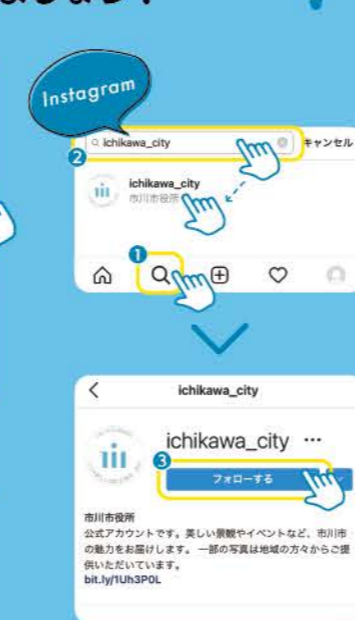 Instagram
ichikawa_city
キャンセル
2
ichikawa_city
市川市役所
1
ichikawa_city
ichikawa_city …
3
フォローする
市川市役所
公式アカウントです。美しい景観やイベントなど、市川市
の魅力をお届けします。一部の写真は地域の方々からご提
供いただいています。
bit.ly/1Uh3P0L